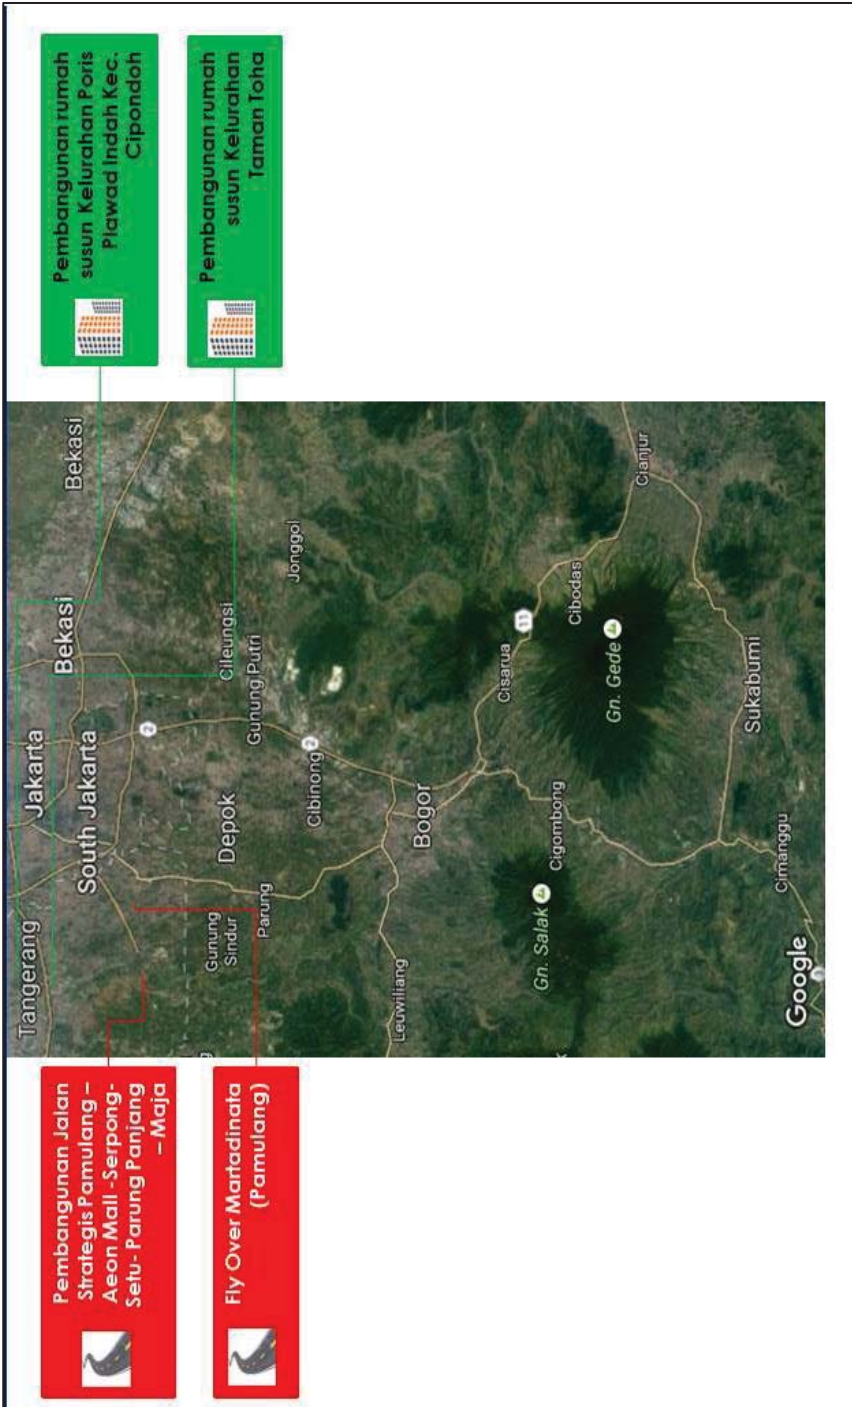 Pembangunan Jalan
Strategis Pamulang –
Aeon Mall -Serpong-
Setu- Parung Panjang
– Maja
Fly Over Martadinata
(Pamulang)
Pembangunan rumah
susun Kelurahan Poris
Plawad Indah Kec.
Cipondoh
Pembangunan rumah
susun Kelurahan
Taman Toha
Tangerang
Jakarta
Bekasi
Bekasi
South Jakarta
2
Depok
Cileungsi
Gunung
Sindur
Gunung Putri
Parung
Jonggol
Cibinong
2
Leuwiliang
Bogor
Cisarua
11
Gn. Salak
Cigombong
Cibodas
Gn. Gede
Cianjur
Sukabumi
Cimanggu
Google